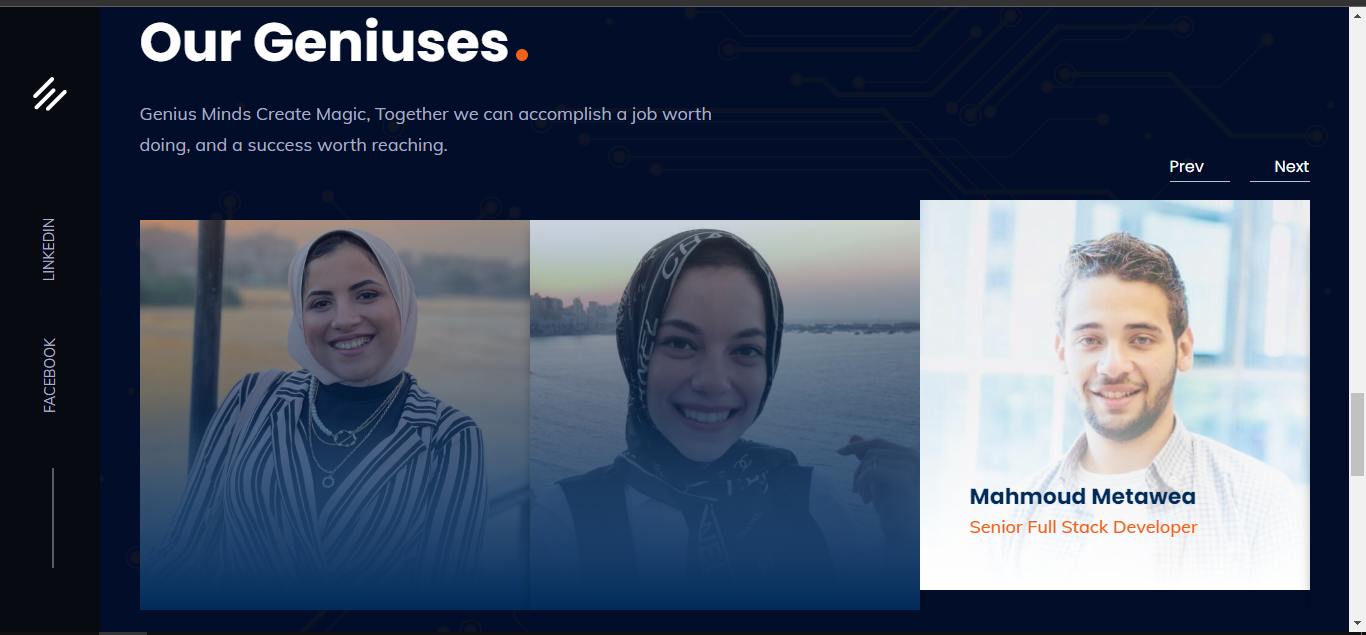 Our Geniuses.
Genius Minds Create Magic, Together we can accomplish a job worth
doing, and a success worth reaching.
Prev
Next
LINKEDIN
FACEBOOK
Mahmoud Metawea
Senior Full Stack Developer